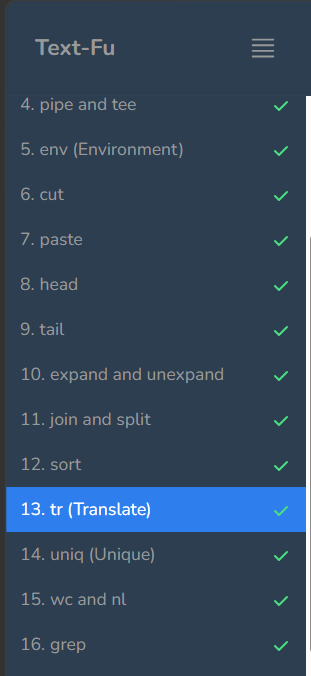 Text-Fu
4. pipe and tee
5. env (Environment)
6. cut
7. paste
8. head
9. tail
10. expand and unexpand
11. join and split
12. sort
13. tr (Translate)
14. uniq (Unique)
15. wc and nl
16. grep